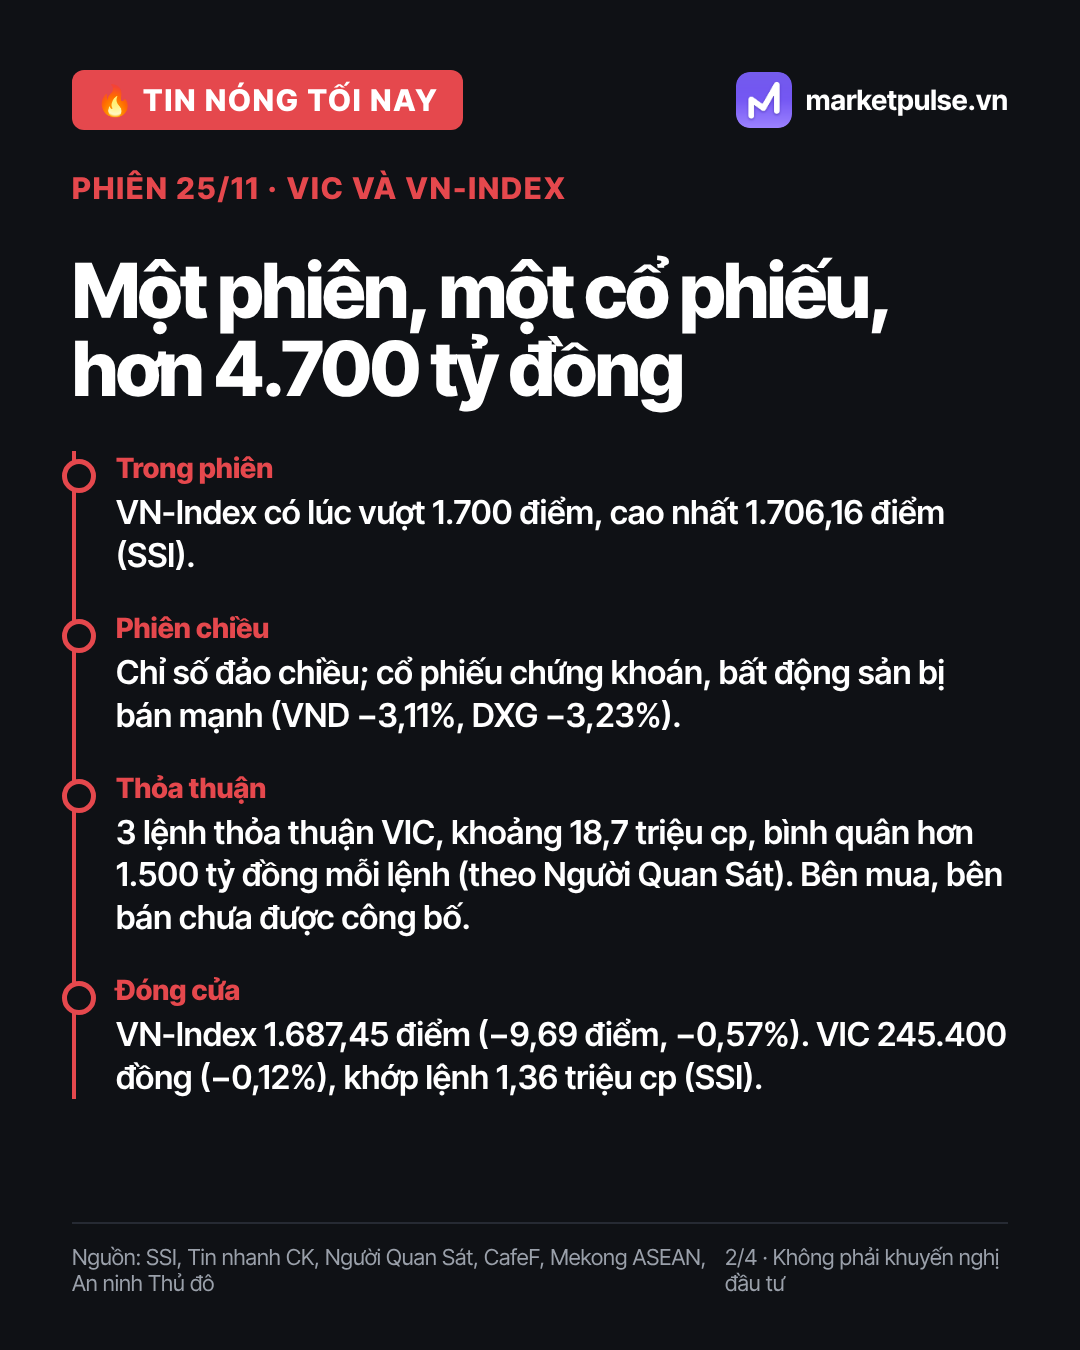 🔥 TIN NÓNG TỐI NAY
marketpulse.vn
PHIÊN 25/11 · VIC VÀ VN-INDEX
Một phiên, một cổ phiếu,
hơn 4.700 tỷ đồng
Trong phiên
VN-Index có lúc vượt 1.700 điểm, cao nhất 1.706,16 điểm
(SSI).
Phiên chiều
Chỉ số đảo chiều; cổ phiếu chứng khoán, bất động sản bị
bán mạnh (VND −3,11%, DXG −3,23%).
Thỏa thuận
3 lệnh thỏa thuận VIC, khoảng 18,7 triệu cp, bình quân hơn
1.500 tỷ đồng mỗi lệnh (theo Người Quan Sát). Bên mua, bên
bán chưa được công bố.
Đóng cửa
VN-Index 1.687,45 điểm (−9,69 điểm, −0,57%). VIC 245.400
đồng (−0,12%), khớp lệnh 1,36 triệu cp (SSI).
Nguồn: SSI, Tin nhanh CK, Người Quan Sát, CafeF, Mekong ASEAN,
An ninh Thủ đô
2/4 · Không phải khuyến nghị
đầu tư